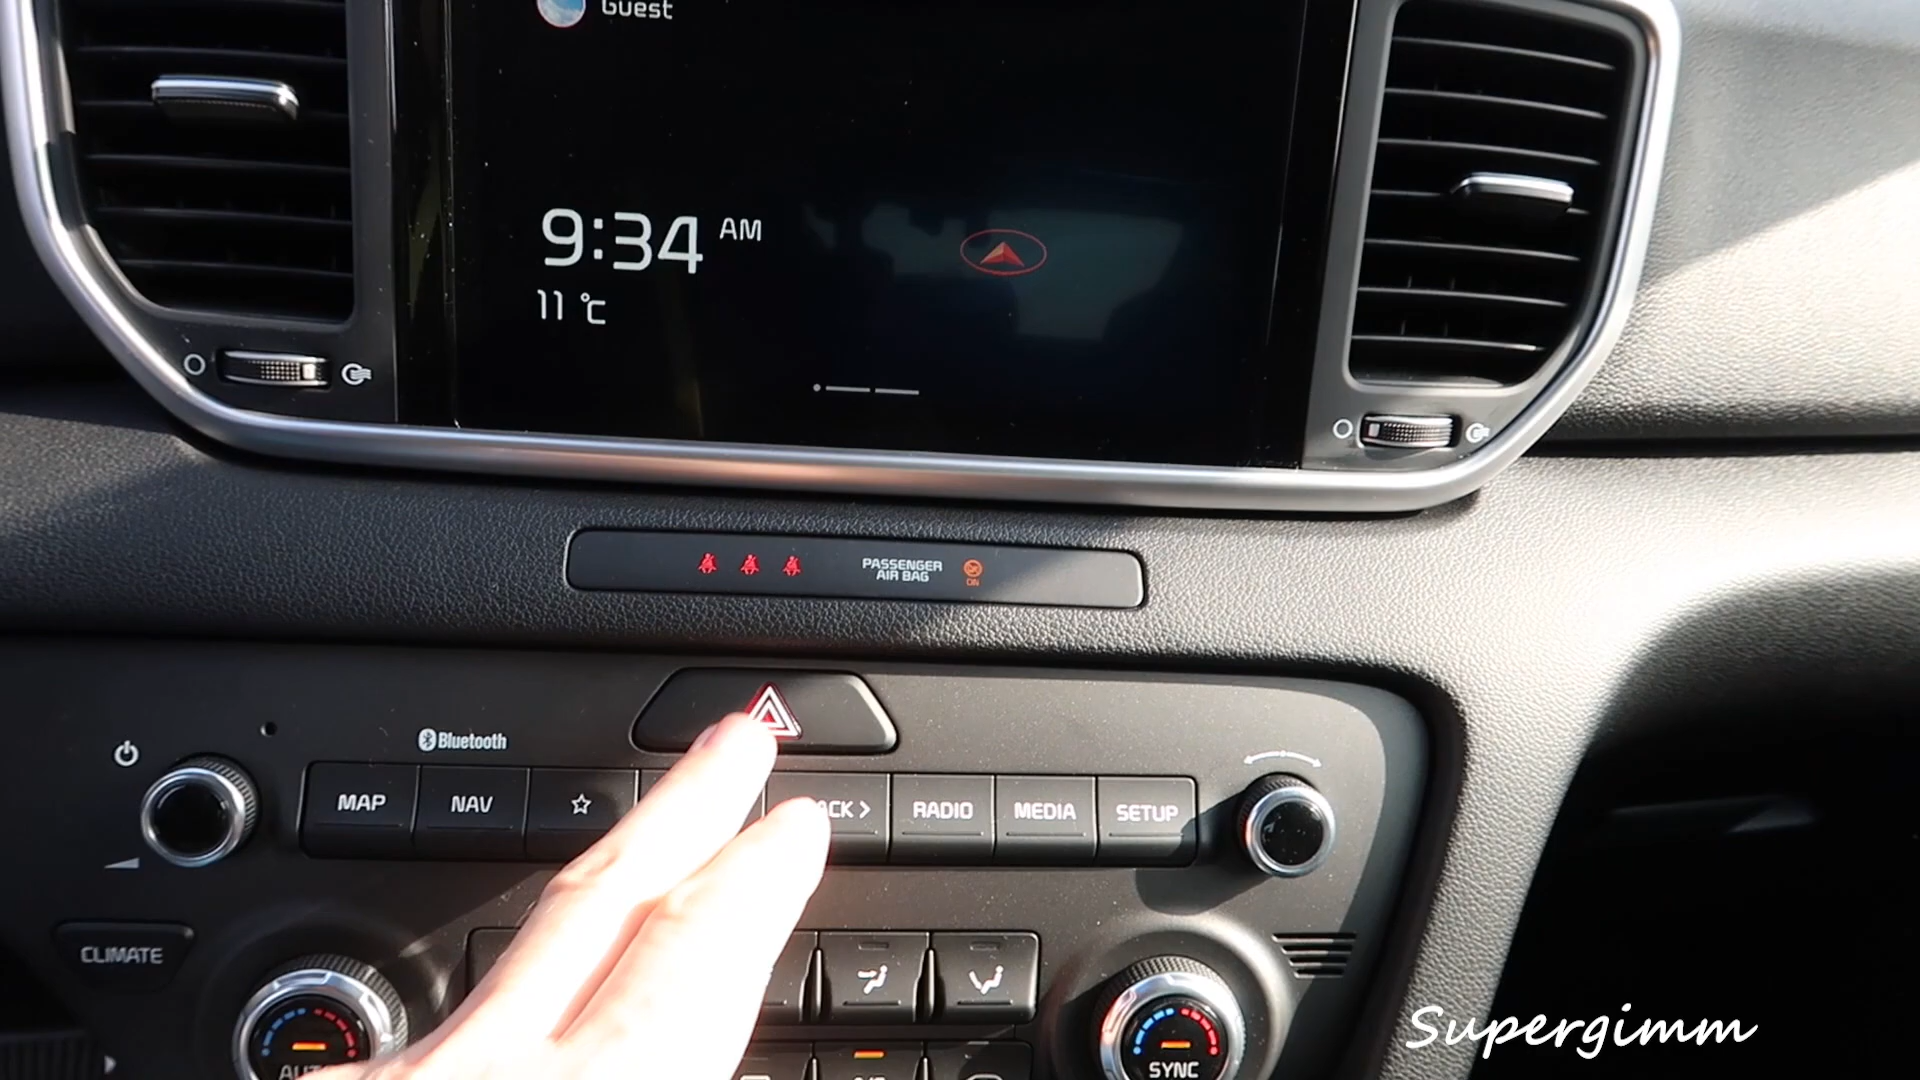 Guest
9:34 AM
11 °C
PASSENGER
AIR BAG
ON
Bluetooth
MAP
NAV
RADIO
MEDIA
SETUP
CLIMATE
SYNC
Supergimm